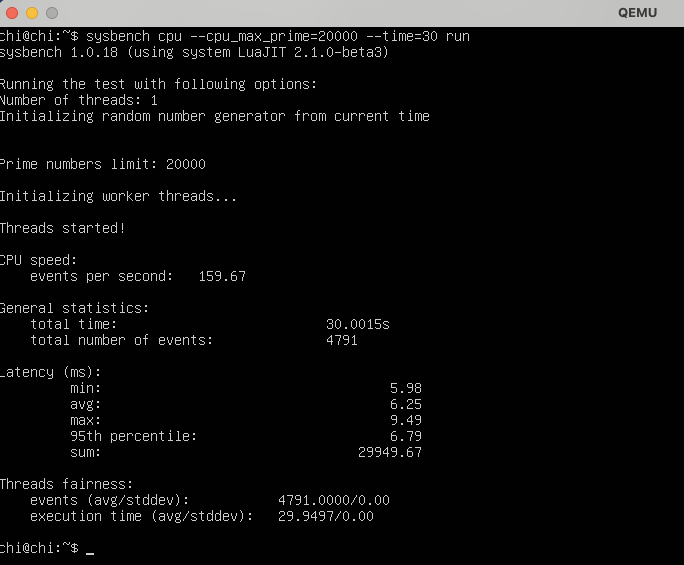 QEMU
chi@chi:~$ sysbench cpu --cpu_max_prime=20000 --time=30 run
sysbench 1.0.18 (using system LuaJIT 2.1.0-beta3)
Running the test with following options:
Number of threads: 1
Initializing random number generator from current time
Prime numbers limit: 20000
Initializing worker threads...
Threads started!
CPU speed:
    events per second:   159.67
General statistics:
    total time:                          30.0015s
    total number of events:              4791
Latency (ms):
         min:                                    5.98
         avg:                                    6.25
         max:                                    9.49
         95th percentile:                        6.79
         sum:                                29949.67
Threads fairness:
    events (avg/stddev):           4791.0000/0.00
    execution time (avg/stddev):   29.9497/0.00
chi@chi:~$ _